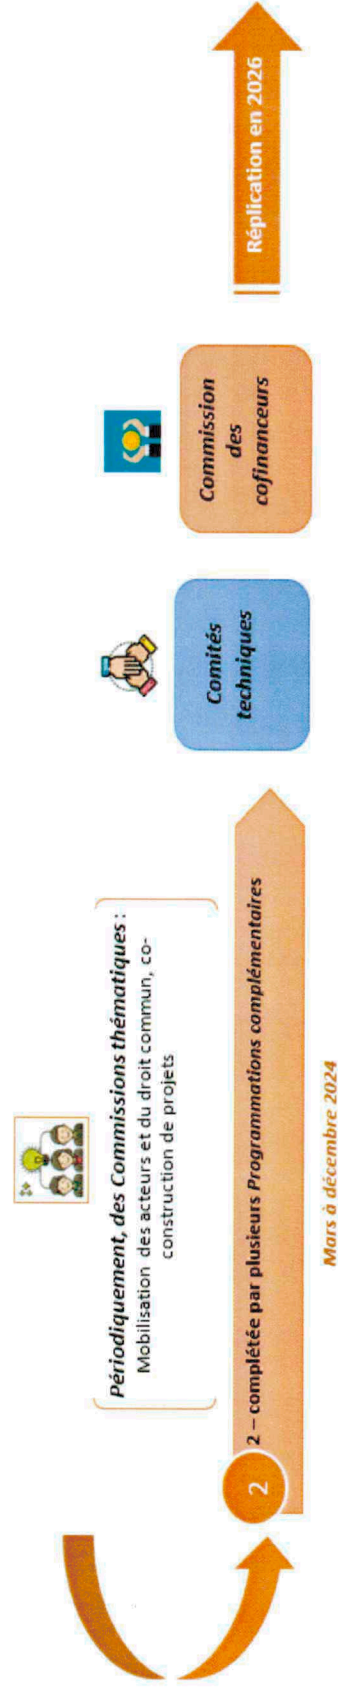 Périodiquement, des Commissions thématiques :
Mobilisation des acteurs et du droit commun, co-
construction de projets
2
2 – complétée par plusieurs Programmations complémentaires
Mars à décembre 2024
Comités
techniques
Commission
des
cofinanceurs
Réplication en 2026